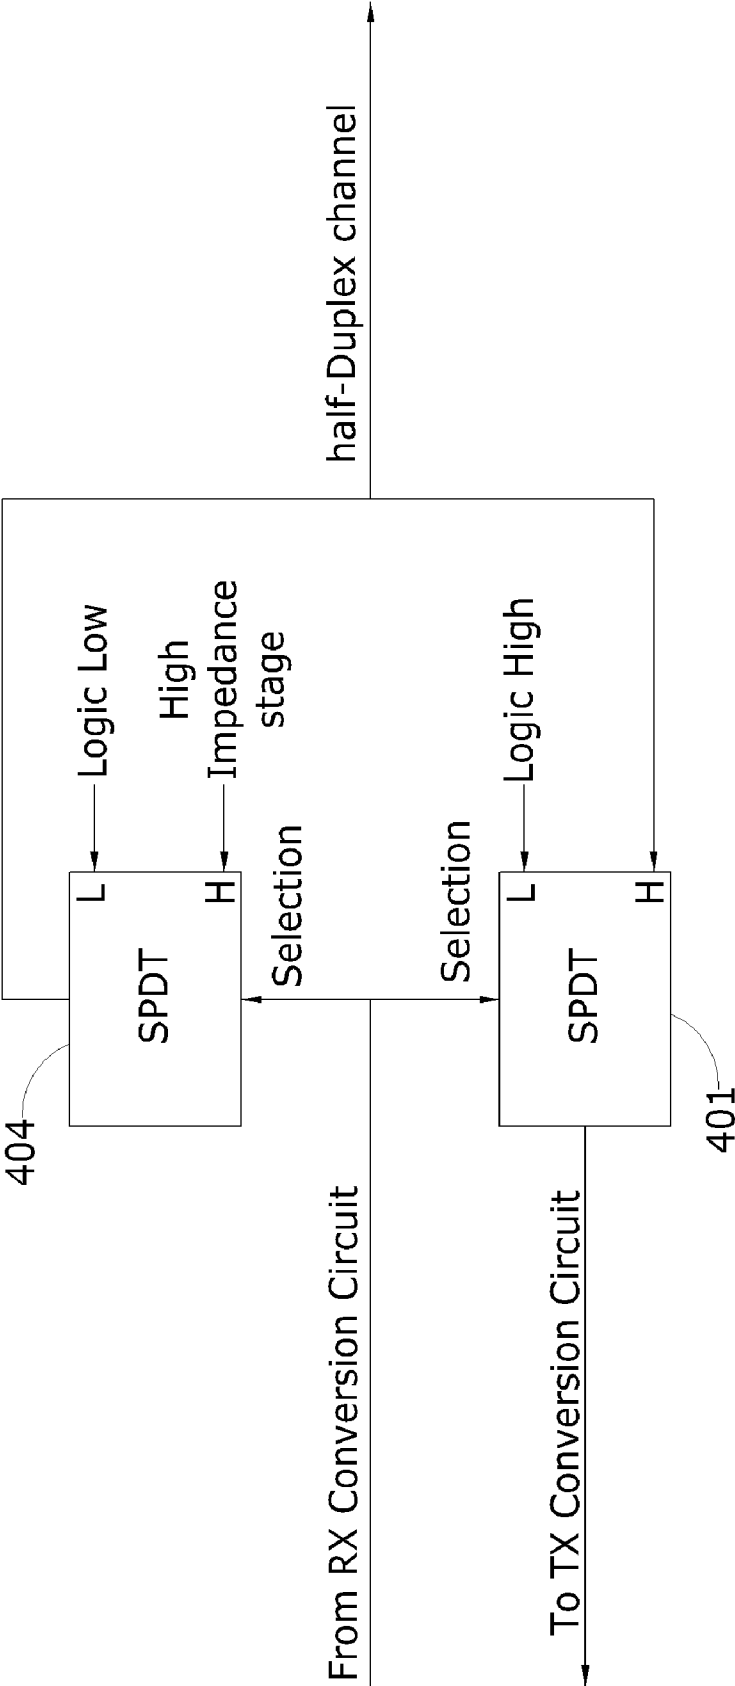 404
SPDT
L
H
Logic Low
High
Impedance
stage
Selection
From RX Conversion Circuit
half-Duplex channel
Selection
SPDT
L
H
Logic High
To TX Conversion Circuit
401